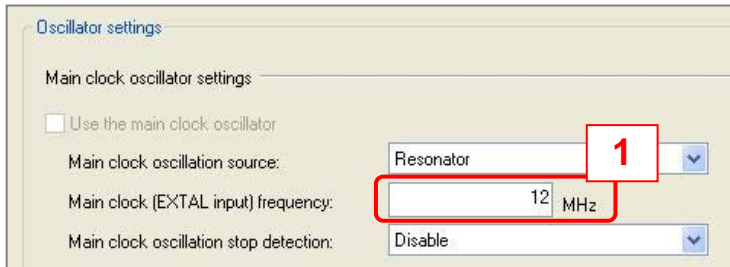 Oscillator settings
Main clock oscillator settings
Use the main clock oscillator
Main clock oscillation source: Resonator
1
Main clock (EXTAL input) frequency: 12 MHz
Main clock oscillation stop detection: Disable